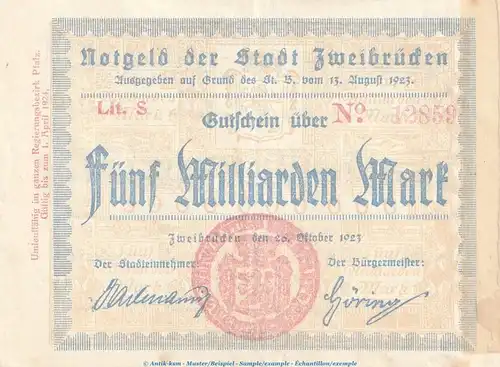 Notgeld der Stadt Zweibrücken
Ausgegeben auf Grund des St. B. vom 13. August 1923.
Lit. S
Gutschein über
No. 12859
Fünf Milliarden Mark
Zweibrücken den 26. Oktober 1923
Der Stadteinnehmer:
Der Bürgermeister:
Göring
Umlauffähig im ganzen Regierungsbezirk Pfalz.
Gültig bis zum 1. April 1924.
© Antik-ksm - Muster/Beispiel - Sample/example - Échantillon/exemple